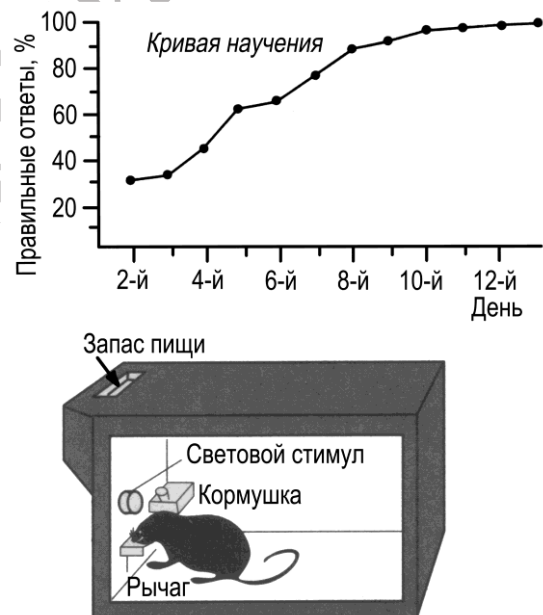 Кривая научения
Правильные ответы, %
100
80
60
40
20
2-й 4-й 6-й 8-й 10-й 12-й
День
Запас пищи
Световой стимул
Кормушка
Рычаг